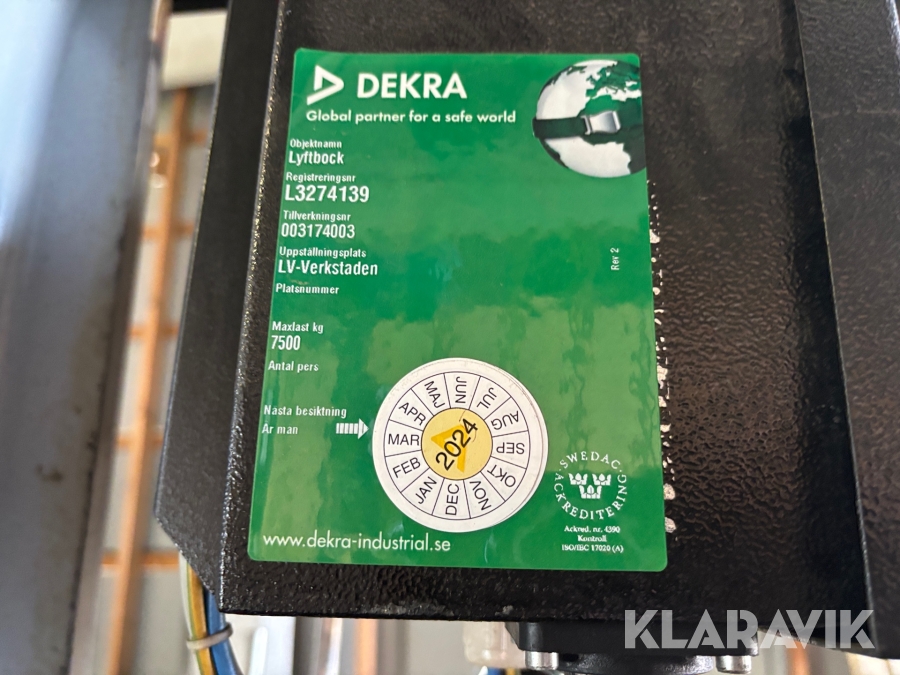 DEKRA
Global partner for a safe world
Objektnamn
Lyftbock
Registreringsnr
L3274139
Tillverkningsnr
003174003
Uppställningsplats
LV-Verkstaden
Platsnummer
Rev 2
Maxlast kg
7500
Antal pers
Nästa besiktning
År mån
JAN
FEB
MAR
APR
MAJ
JUN
JUL
AUG
SEP
OKT
NOV
DEC
2024
SWEDAC
ACKREDITERING
Ackred. nr. 4390
Kontroll
ISO/IEC 17020 (A)
www.dekra-industrial.se
KLARAVIK